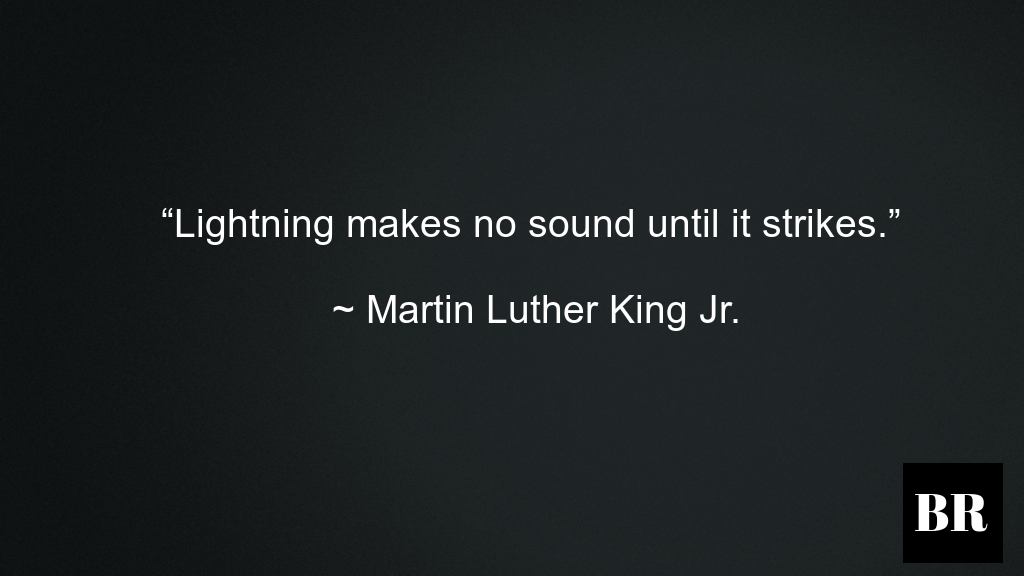 “Lightning makes no sound until it strikes.”
~ Martin Luther King Jr.
BR